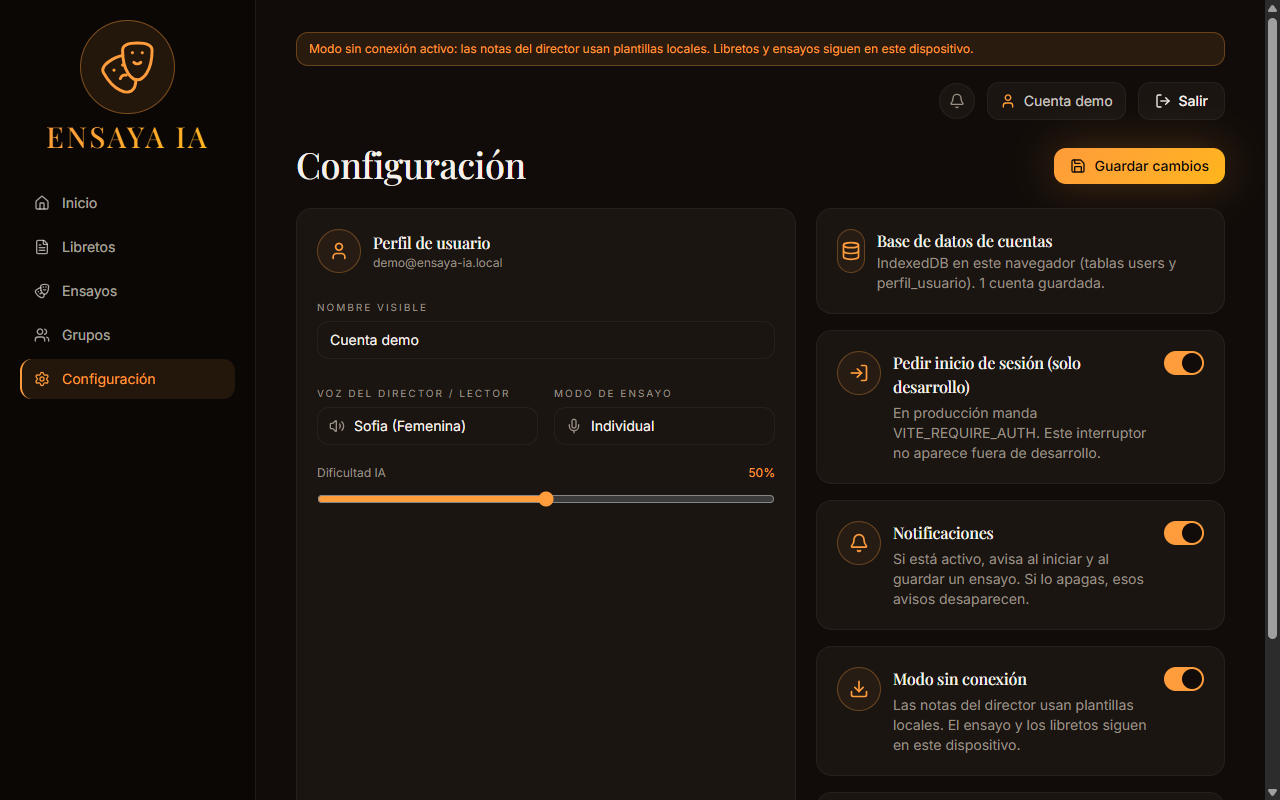 ENSAYA IA
Inicio
Libretos
Ensayos
Grupos
Configuración
Modo sin conexión activo: las notas del director usan plantillas locales. Libretos y ensayos siguen en este dispositivo.
Cuenta demo
Salir
Configuración
Guardar cambios
Perfil de usuario
demo@ensaya-ia.local
NOMBRE VISIBLE
Cuenta demo
VOZ DEL DIRECTOR / LECTOR
MODO DE ENSAYO
Sofia (Femenina)
Individual
Dificultad IA
50%
Base de datos de cuentas
IndexedDB en este navegador (tablas users y
perfil_usuario). 1 cuenta guardada.
Pedir inicio de sesión (solo
desarrollo)
En producción manda
VITE_REQUIRE_AUTH. Este interruptor
no aparece fuera de desarrollo.
Notificaciones
Si está activo, avisa al iniciar y al
guardar un ensayo. Si lo apagas, esos
avisos desaparecen.
Modo sin conexión
Las notas del director usan plantillas
locales. El ensayo y los libretos siguen
en este dispositivo.